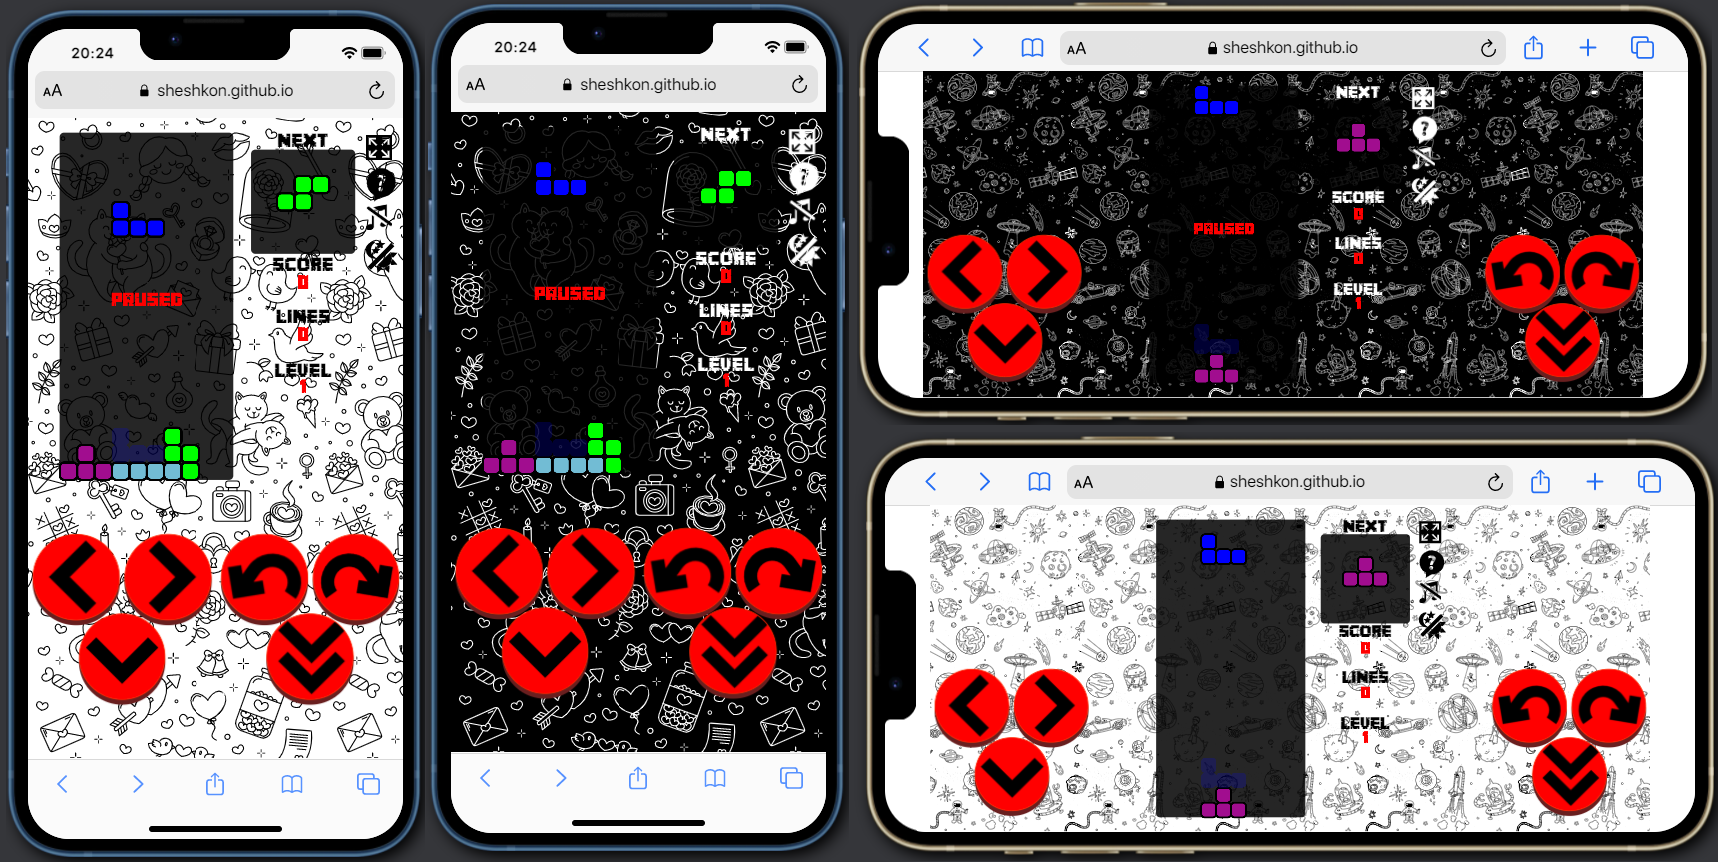 20:24
AA sheshkon.github.io
NEXT
?
SCORE
0
PAUSED
LINES
0
LEVEL
1
20:24
AA sheshkon.github.io
NEXT
?
SCORE
0
PAUSED
LINES
0
LEVEL
1
AA sheshkon.github.io
NEXT
?
SCORE
0
PAUSED
LINES
0
LEVEL
1
AA sheshkon.github.io
NEXT
?
SCORE
LINES
0
LEVEL
1